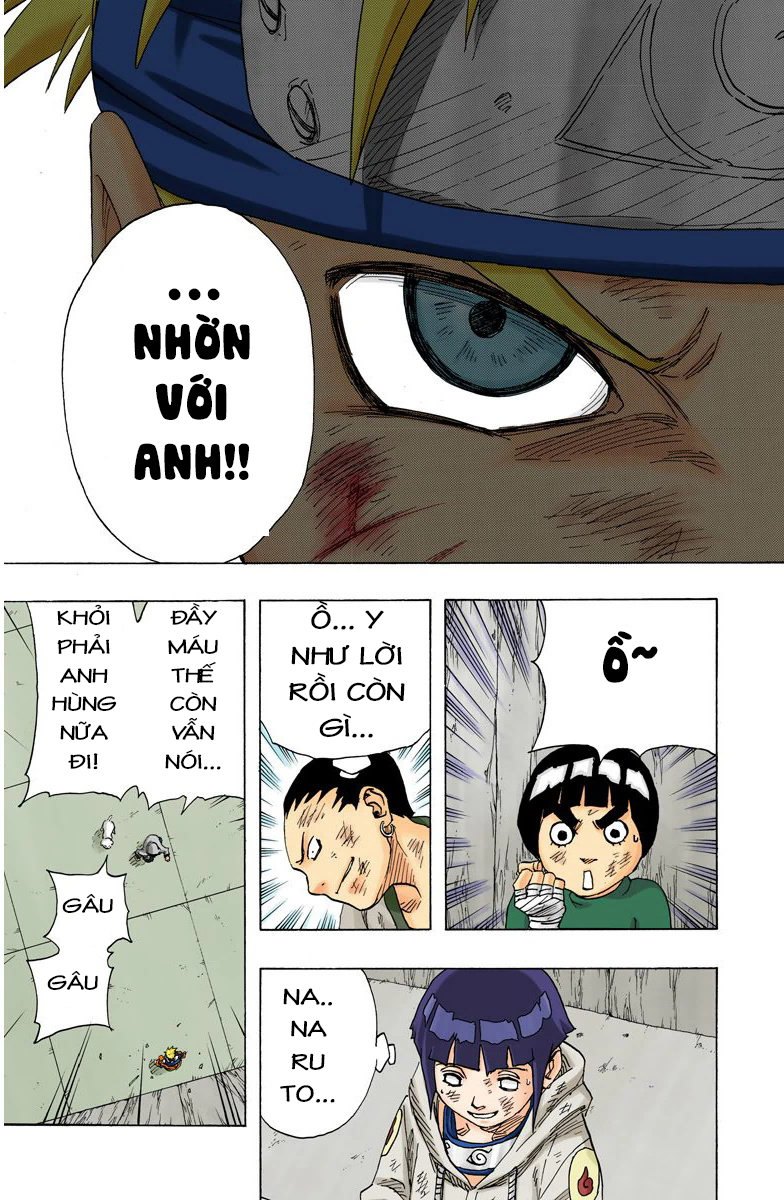 ...
NHỜN
VỚI
ANH!!
Ồ~
Ồ... Y
NHƯ LỜI
RỒI CÒN
GÌ...
ĐẦY
MÁU
THẾ
CÒN
VẪN
NÓI...
KHỎI
PHẢI
ANH
HÙNG
NỮA
ĐI!
GÂU
GÂU
NA..
NA
RU
TO...